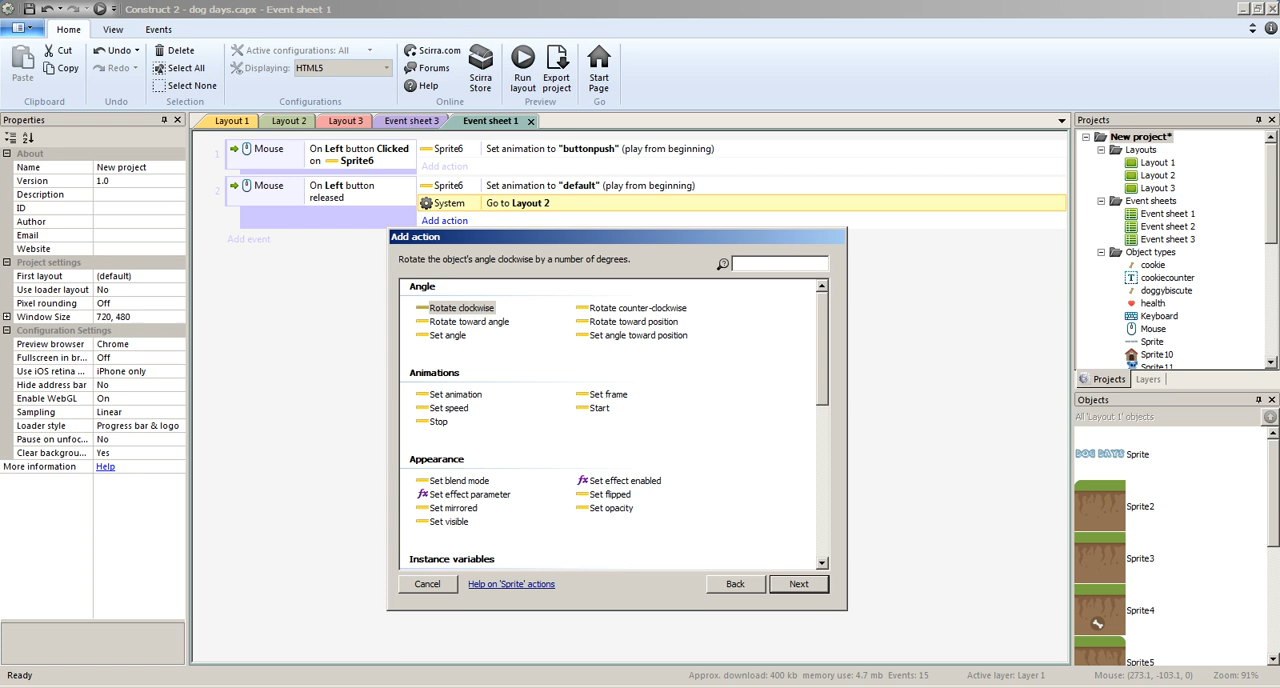 Construct 2 - dog days.capx - Event sheet 1
Home
View
Events
Paste
Cut
Copy
Clipboard
Undo
Redo
Undo
Delete
Select All
Select None
Selection
Active configurations: All
Displaying: HTML5
Configurations
Scirra.com
Forums
Help
Scirra Store
Online
Run layout
Export project
Preview
Start Page
Go
Properties
About
Name New project
Version 1.0
Description
ID
Author
Email
Website
Project settings
First layout (default)
Use loader layout No
Pixel rounding Off
Window Size 720, 480
Configuration Settings
Preview browser Chrome
Fullscreen in br... Off
Use iOS retina ... iPhone only
Hide address bar No
Enable WebGL On
Sampling Linear
Loader style Progress bar & logo
Pause on unfoc... No
Clear backgrou... Yes
More information Help
Layout 1
Layout 2
Layout 3
Event sheet 3
Event sheet 1
1 Mouse On Left button Clicked on Sprite6
Sprite6 Set animation to "buttonpush" (play from beginning)
Add action
2 Mouse On Left button released
Sprite6 Set animation to "default" (play from beginning)
System Go to Layout 2
Add action
Add event
Add action
Rotate the object's angle clockwise by a number of degrees.
Angle
Rotate clockwise Rotate counter-clockwise
Rotate toward angle Rotate toward position
Set angle Set angle toward position
Animations
Set animation Set frame
Set speed Start
Stop
Appearance
Set blend mode Set effect enabled
Set effect parameter Set flipped
Set mirrored Set opacity
Set visible
Instance variables
Cancel
Help on 'Sprite' actions
Back
Next
Projects
New project*
Layouts
Layout 1
Layout 2
Layout 3
Event sheets
Event sheet 1
Event sheet 2
Event sheet 3
Object types
cookie
cookiecounter
doggybiscute
health
Keyboard
Mouse
Sprite
Sprite10
Sprite11
Projects
Layers
Objects
All 'Layout 1' objects
DOG DAYS Sprite
Sprite2
Sprite3
Sprite4
Sprite5
Ready
Approx. download: 400 kb memory use: 4.7 mb Events: 15
Active layer: Layer 1
Mouse: (273.1, -103.1, 0)
Zoom: 91%